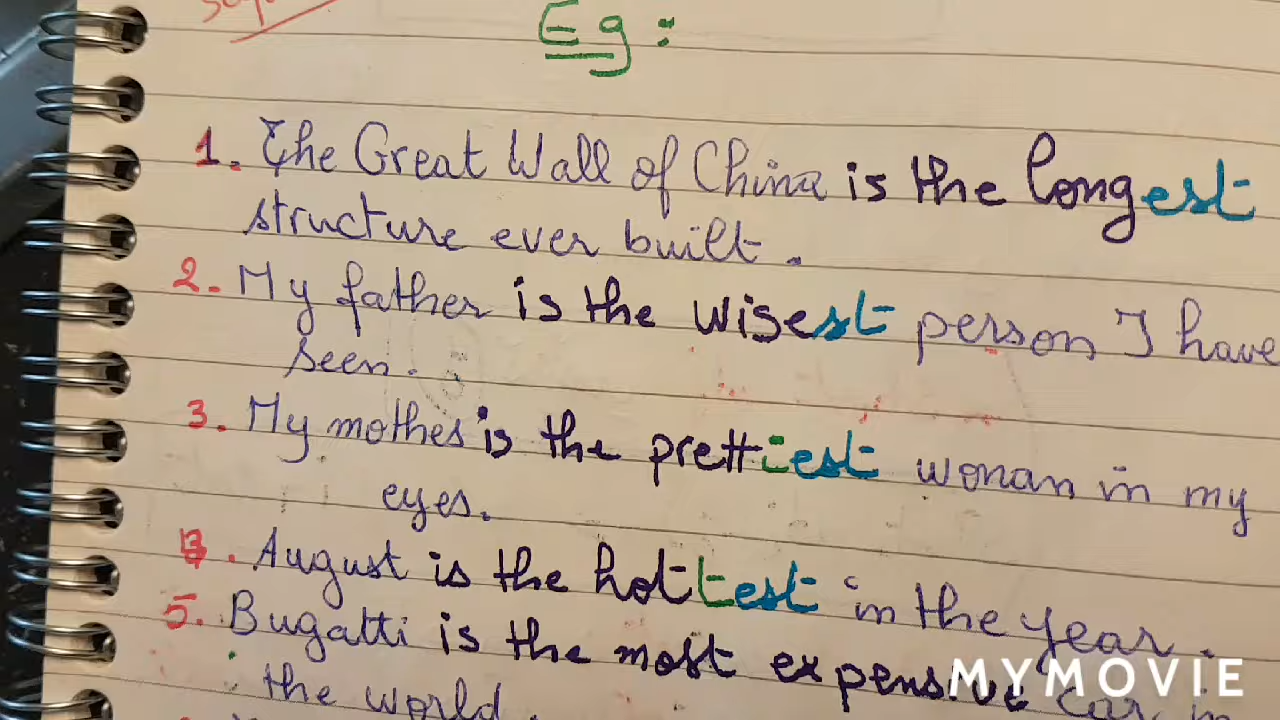 Eg:
1. The Great Wall of China is the longest
structure ever built.
2. My father is the wisest person I have
seen.
3. My mother is the prettiest woman in my
eyes.
4. August is the hottest in the year.
5. Bugatti is the most expensive car in
the world.
MYMOVIE